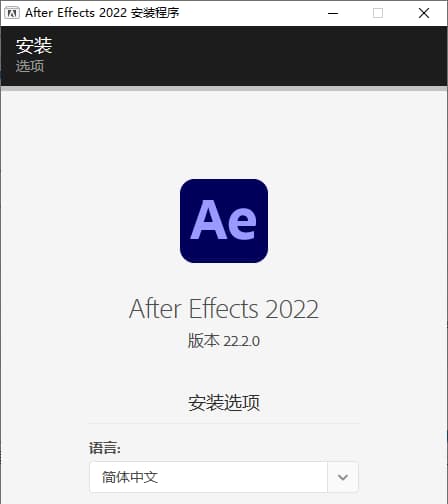 After Effects 2022 安装程序
安装
选项
Ae
After Effects 2022
版本 22.2.0
安装选项
语言:
简体中文